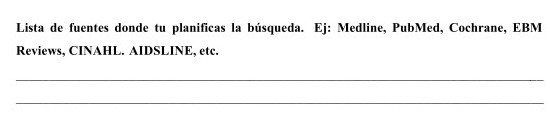 Lista de fuentes donde tu planificas la búsqueda. Ej: Medline, PubMed, Cochrane, EBM
Reviews, CINAHL. AIDSLINE, etc.